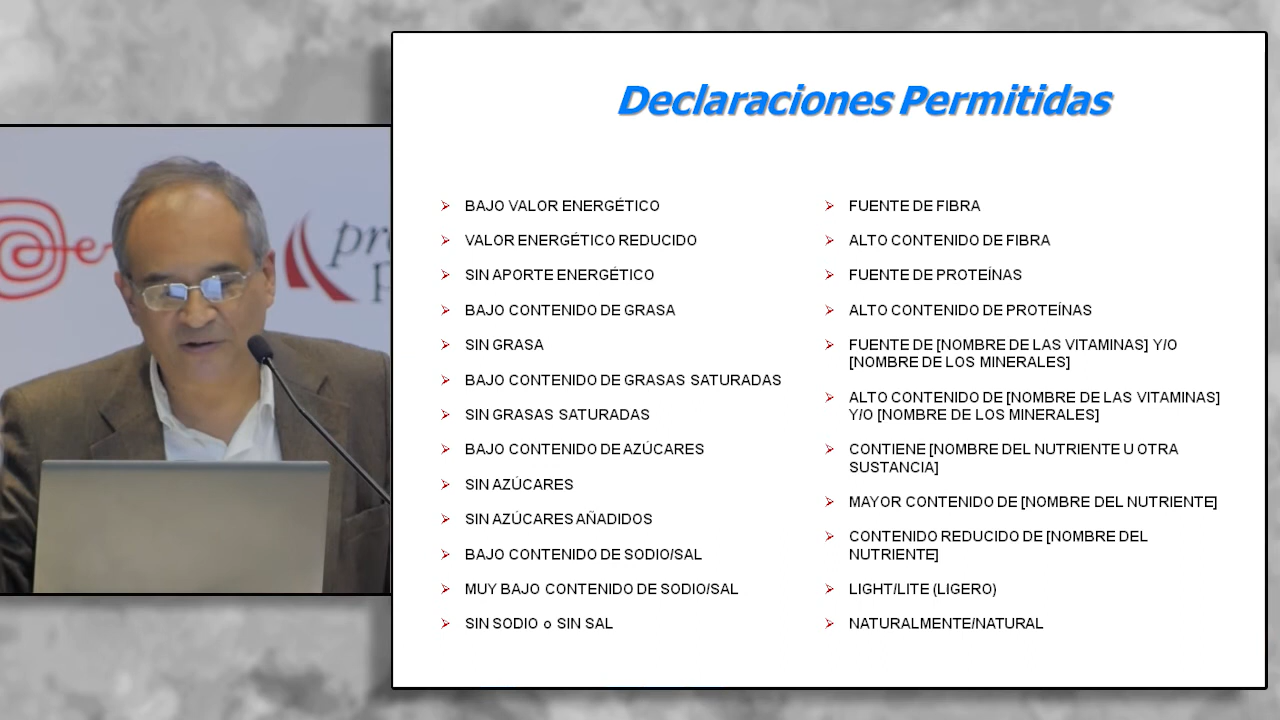 Declaraciones Permitidas
BAJO VALOR ENERGÉTICO
VALOR ENERGÉTICO REDUCIDO
SIN APORTE ENERGÉTICO
BAJO CONTENIDO DE GRASA
SIN GRASA
BAJO CONTENIDO DE GRASAS SATURADAS
SIN GRASAS SATURADAS
BAJO CONTENIDO DE AZÚCARES
SIN AZÚCARES
SIN AZÚCARES AÑADIDOS
BAJO CONTENIDO DE SODIO/SAL
MUY BAJO CONTENIDO DE SODIO/SAL
SIN SODIO o SIN SAL
FUENTE DE FIBRA
ALTO CONTENIDO DE FIBRA
FUENTE DE PROTEÍNAS
ALTO CONTENIDO DE PROTEÍNAS
FUENTE DE [NOMBRE DE LAS VITAMINAS] Y/O
[NOMBRE DE LOS MINERALES]
ALTO CONTENIDO DE [NOMBRE DE LAS VITAMINAS]
Y/O [NOMBRE DE LOS MINERALES]
CONTIENE [NOMBRE DEL NUTRIENTE U OTRA
SUSTANCIA]
MAYOR CONTENIDO DE [NOMBRE DEL NUTRIENTE]
CONTENIDO REDUCIDO DE [NOMBRE DEL
NUTRIENTE]
LIGHT/LITE (LIGERO)
NATURALMENTE/NATURAL